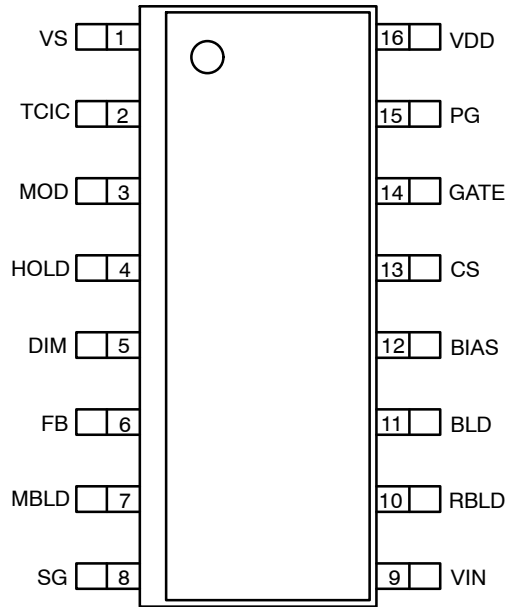 VS 1 16 VDD
TCIC 2 15 PG
MOD 3 14 GATE
HOLD 4 13 CS
DIM 5 12 BIAS
FB 6 11 BLD
MBLD 7 10 RBLD
SG 8 9 VIN